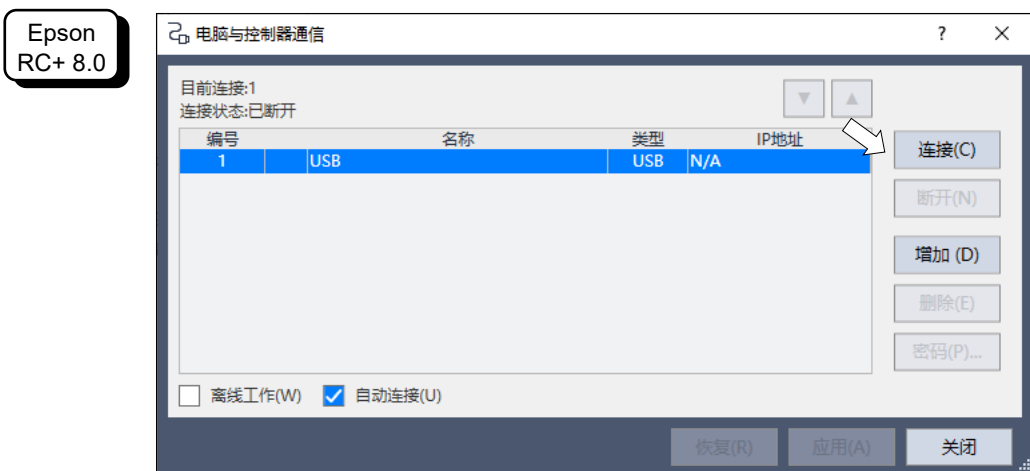 Epson
RC+ 8.0
电脑与控制器通信
?
目前连接:1
连接状态:已断开
▼ ▲
编号 名称 类型 IP地址
1 USB USB N/A
连接(C)
断开(N)
增加 (D)
删除(E)
密码(P)...
离线工作(W) 自动连接(U)
恢复(R) 应用(A) 关闭